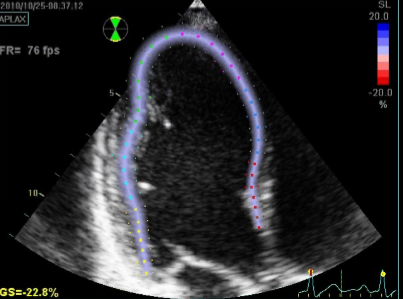 2010/10/25-08.37.12
APLAX
FR= 76 fps
SL
20.0
-20.0
%
5
10
GS=-22.8%